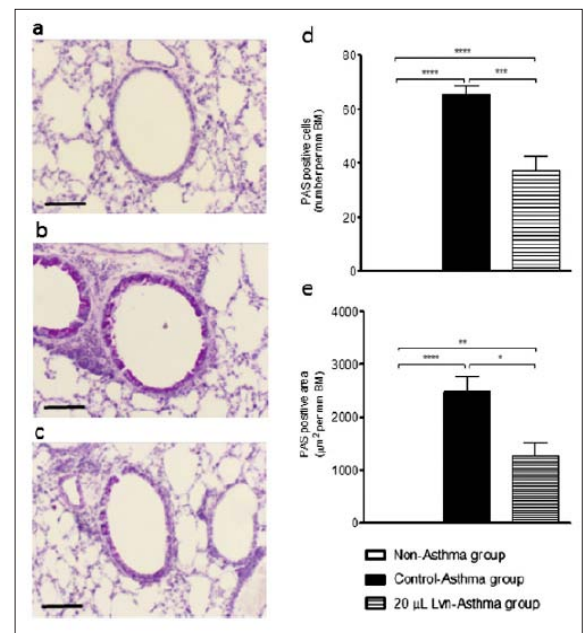 a
b
c
d
80
60
40
20
0
PAS positive cells
(number per mm BM)
****
****
***
e
4000
3000
2000
1000
0
PAS positive area
(µm² per mm BM)
**
****
*
Non-Asthma group
Control-Asthma group
20 µL Lvn-Asthma group